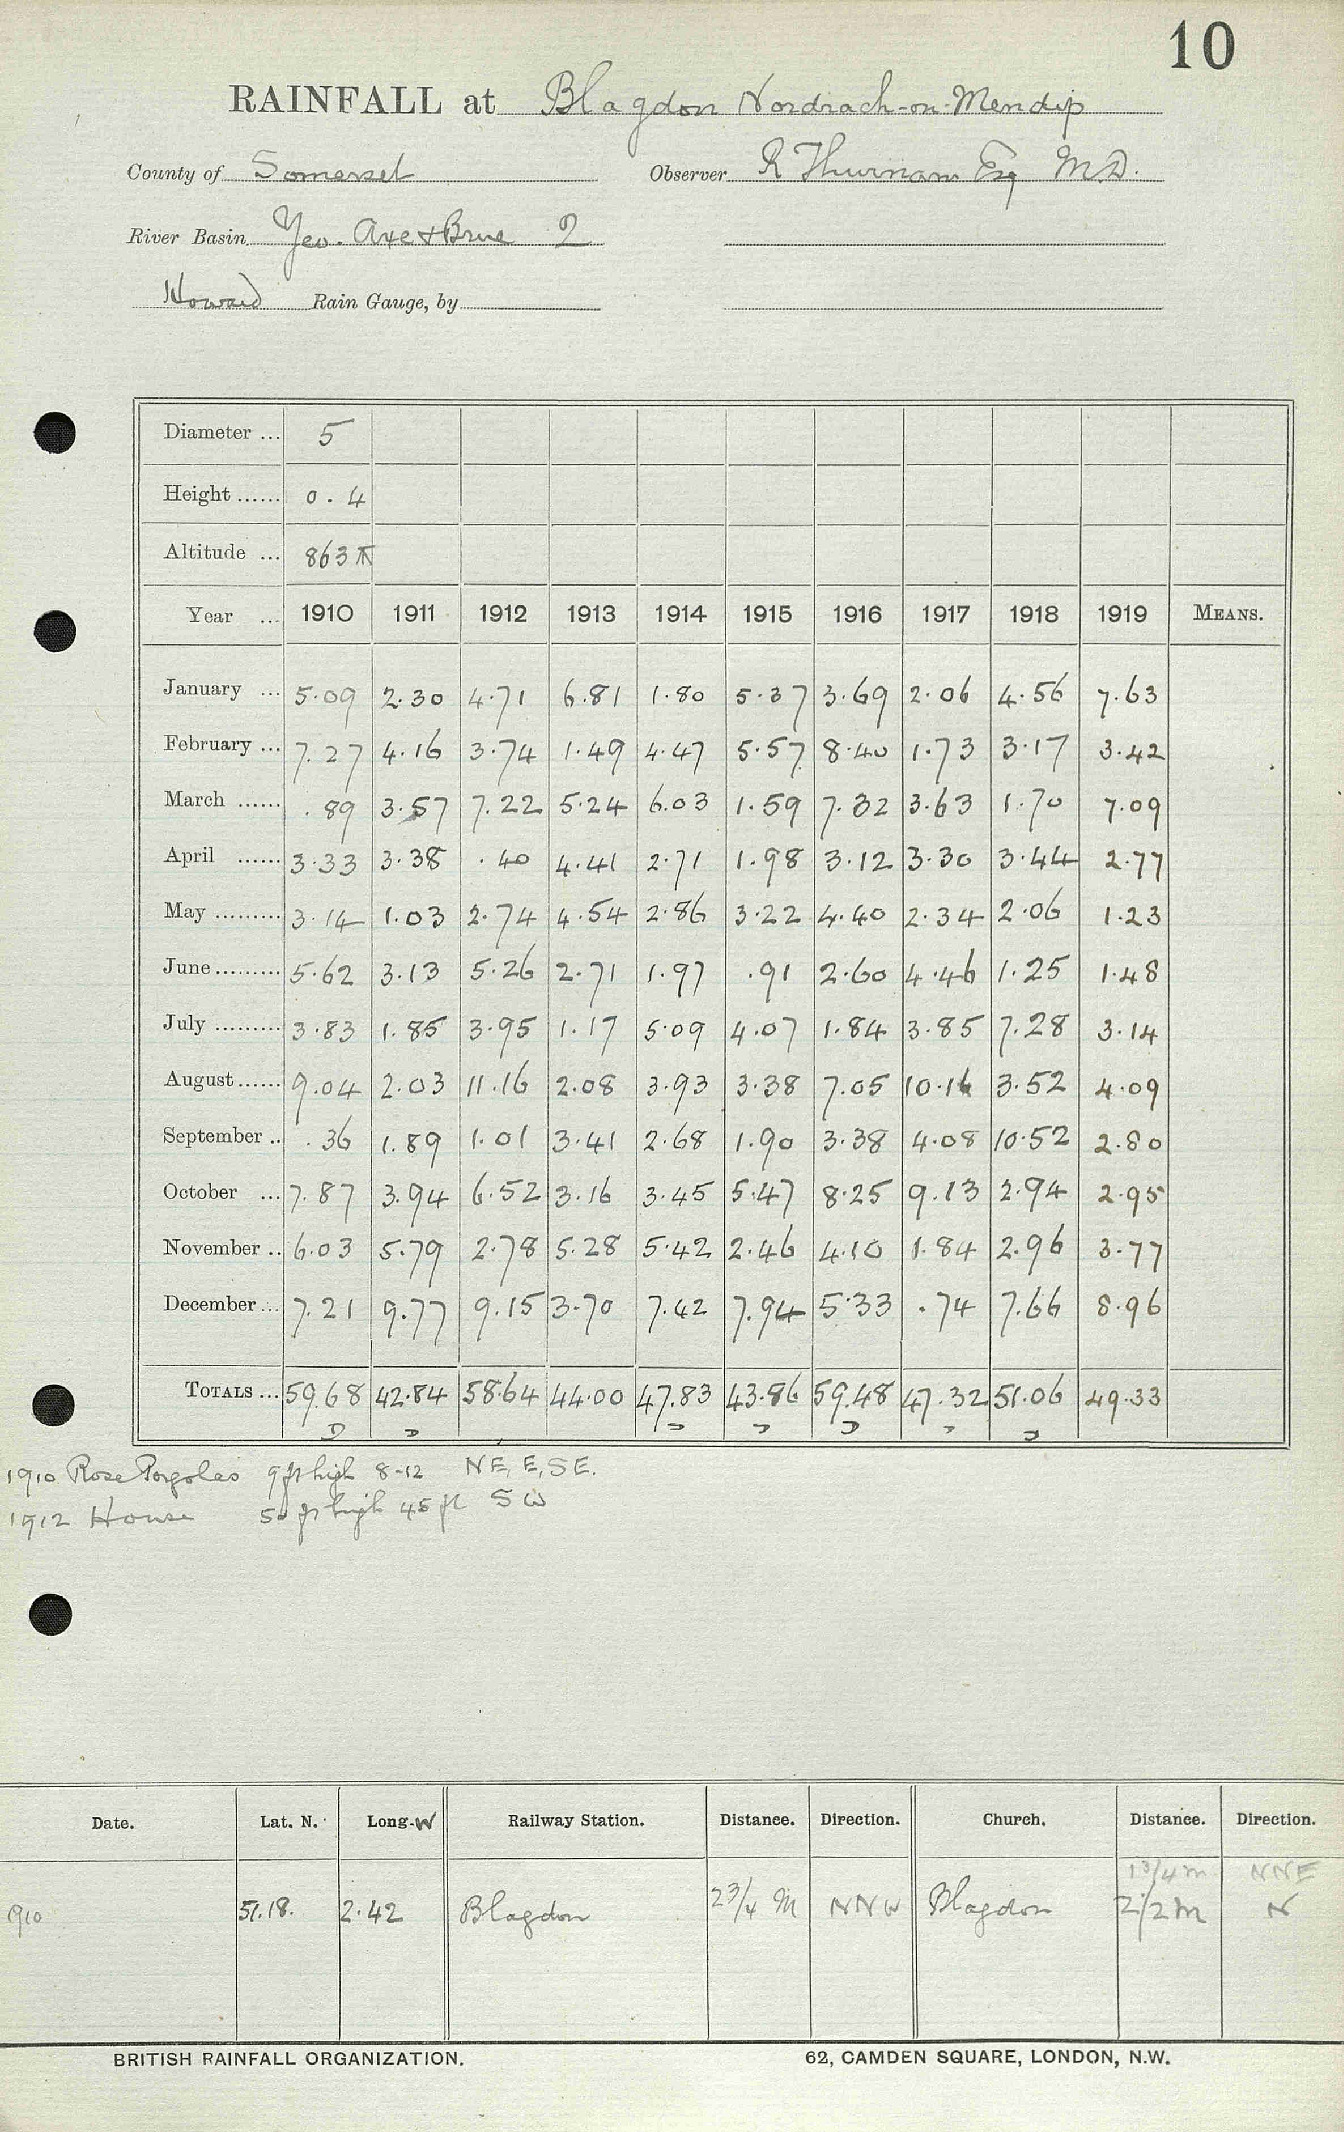 10
RAINFALL at Blagdon Nordrach-on-Mendip
County of Somerset Observer R Thurnam Esq M.D.
River Basin Yeo. Axe & Brue 2
Howard Rain Gauge, by
Diameter ... 5
Height ...... 0.4
Altitude ... 863 ft
Year ... 1910 1911 1912 1913 1914 1915 1916 1917 1918 1919 MEANS.
January ... 5.09 2.30 4.71 6.81 1.80 5.37 3.69 2.06 4.56 7.63
February ... 7.27 4.16 3.74 1.49 4.47 5.57 8.40 1.73 3.17 3.42
March ...... .89 3.57 7.22 5.24 6.03 1.59 7.32 3.63 1.70 7.09
April ...... 3.33 3.38 .40 4.41 2.71 1.98 3.12 3.30 3.44 2.77
May ......... 3.14 1.03 2.74 4.54 2.86 3.22 4.40 2.34 2.06 1.23
June ......... 5.62 3.13 5.26 2.71 1.97 .91 2.60 4.46 1.25 1.48
July ......... 3.83 1.85 3.95 1.17 5.09 4.07 1.84 3.85 7.28 3.14
August ...... 9.04 2.03 11.16 2.08 3.93 3.38 7.05 10.16 3.52 4.09
September .. .36 1.89 1.01 3.41 2.68 1.90 3.38 4.08 10.52 2.80
October ... 7.87 3.94 6.52 3.16 3.45 5.47 8.25 9.13 2.94 2.95
November .. 6.03 5.79 2.78 5.28 5.42 2.46 4.10 1.84 2.96 3.77
December ... 7.21 9.77 9.15 3.70 7.42 7.94 5.33 .74 7.66 8.96
TOTALS ... 59.68 42.84 58.64 44.00 47.83 43.86 59.48 47.32 51.06 49.33
1910 Rose Pergolas 9 ft high 8-12 NE, E, SE.
1912 House 50 ft high 45 ft SW
Date. Lat. N. Long. W Railway Station. Distance. Direction. Church. Distance. Direction.
1 3/4 m NNE
1910 51.18. 2.42 Blagdon 2 3/4 M NNW Blagdon 2 1/2 M N
BRITISH RAINFALL ORGANIZATION. 62, CAMDEN SQUARE, LONDON, N.W.